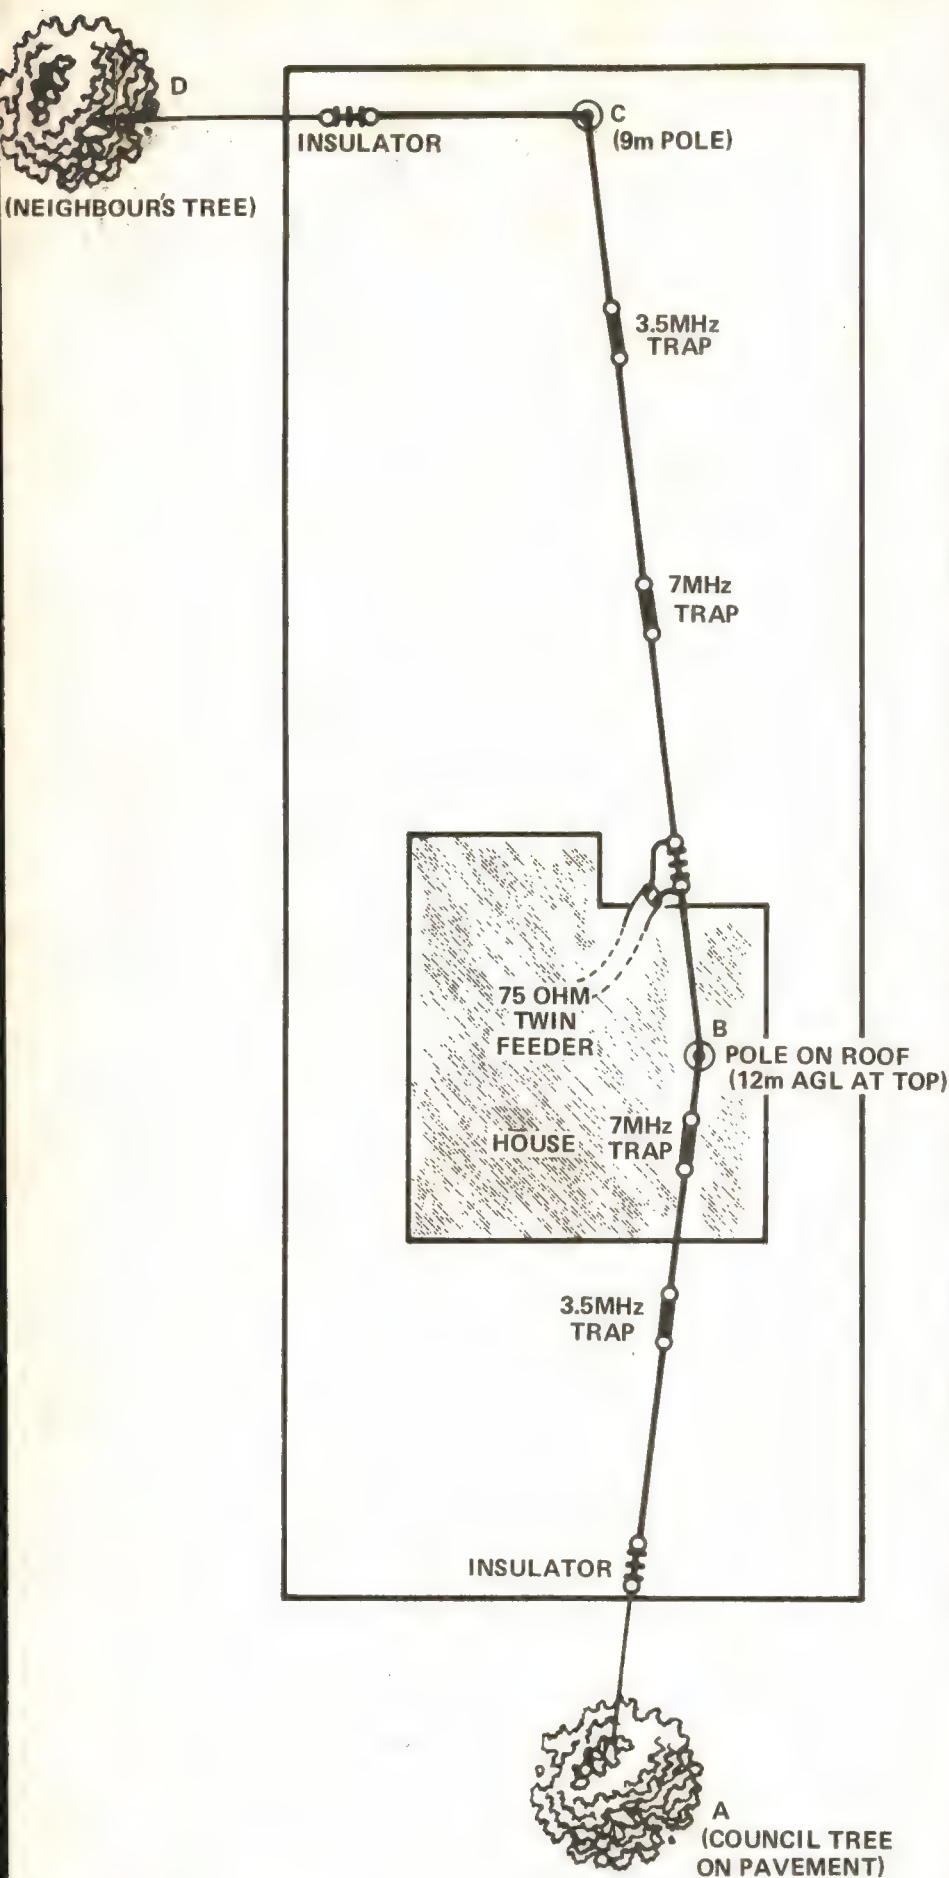 D
C
(9m POLE)
INSULATOR
(NEIGHBOUR'S TREE)
3.5MHz
TRAP
7MHz
TRAP
75 OHM
TWIN
FEEDER
B
POLE ON ROOF
(12m AGL AT TOP)
HOUSE
7MHz
TRAP
3.5MHz
TRAP
INSULATOR
A
(COUNCIL TREE
ON PAVEMENT)